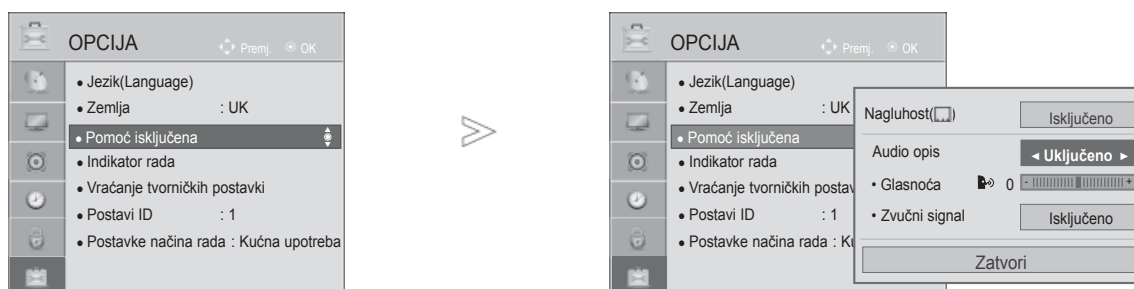 OPCIJA
Premj. OK
• Jezik(Language)
• Zemlja : UK
• Pomoć isključena
• Indikator rada
• Vraćanje tvorničkih postavki
• Postavi ID : 1
• Postavke načina rada : Kućna upotreba
OPCIJA
Premj. OK
• Jezik(Language)
• Zemlja : UK
• Pomoć isključena
• Indikator rada
• Vraćanje tvorničkih postav
• Postavi ID : 1
• Postavke načina rada : Ku
Nagluhost( ) Isključeno
Audio opis ◄ Uključeno ►
• Glasnoća 0 - +
• Zvučni signal Isključeno
Zatvori